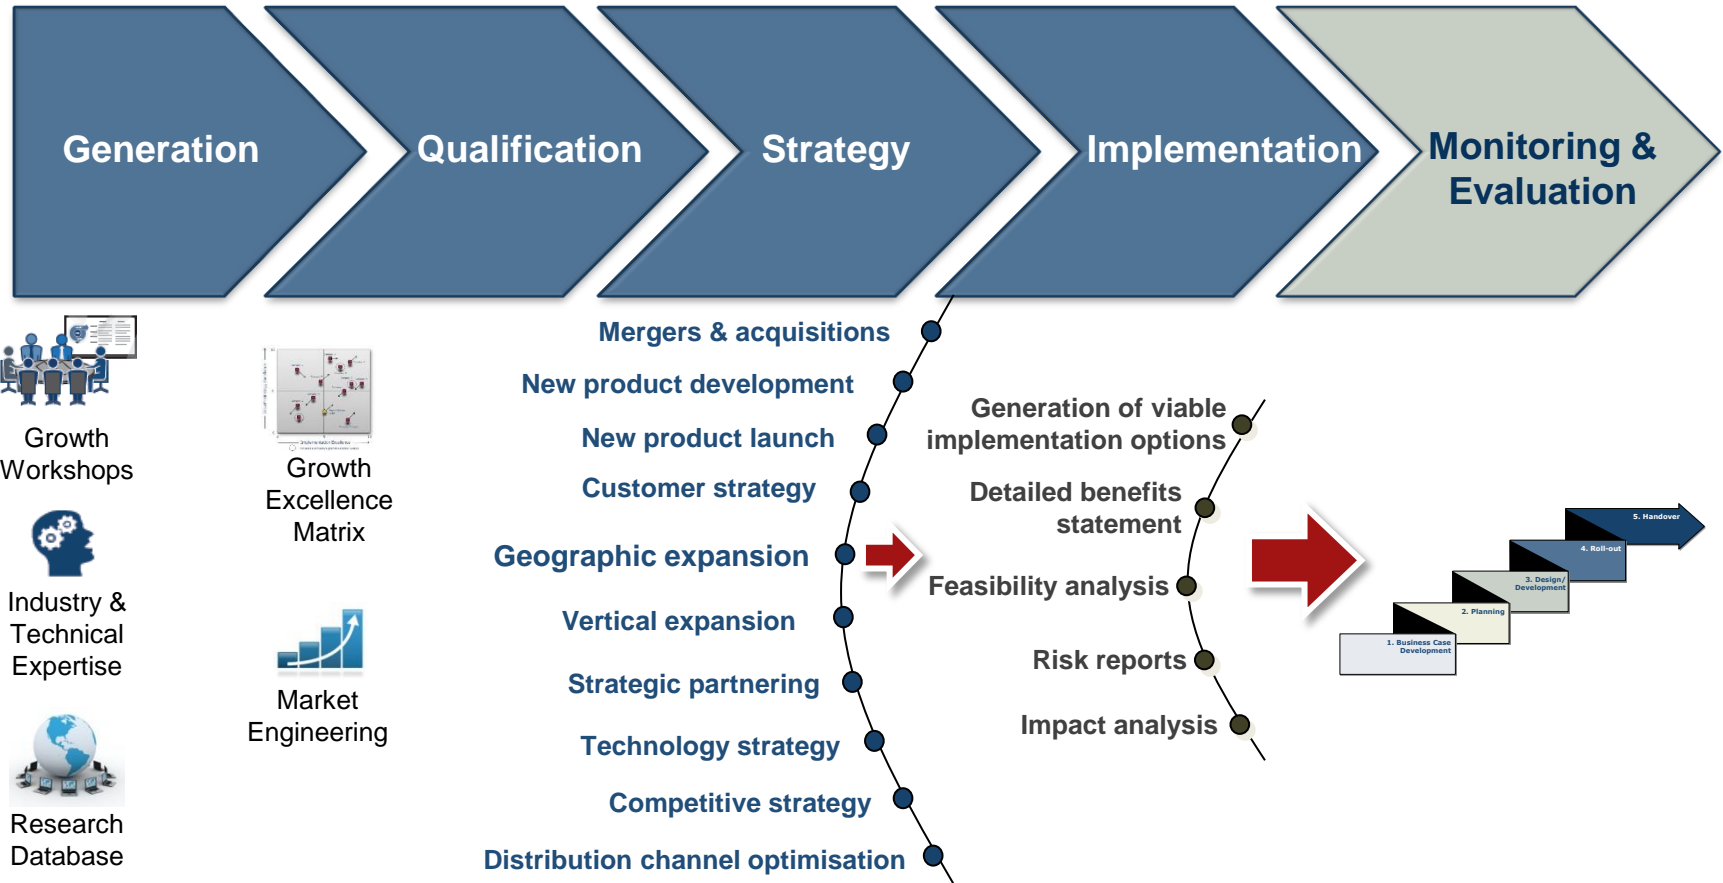 Generation
Qualification
Strategy
Implementation
Monitoring &
Evaluation
Growth
Workshops
Industry &
Technical
Expertise
Research
Database
Growth
Excellence
Matrix
Market
Engineering
Mergers & acquisitions
New product development
New product launch
Customer strategy
Geographic expansion
Vertical expansion
Strategic partnering
Technology strategy
Competitive strategy
Distribution channel optimisation
Generation of viable
implementation options
Detailed benefits
statement
Feasibility analysis
Risk reports
Impact analysis
5. Handover
4. Roll-out
3. Design/
Development
2. Planning
1. Business Case
Development